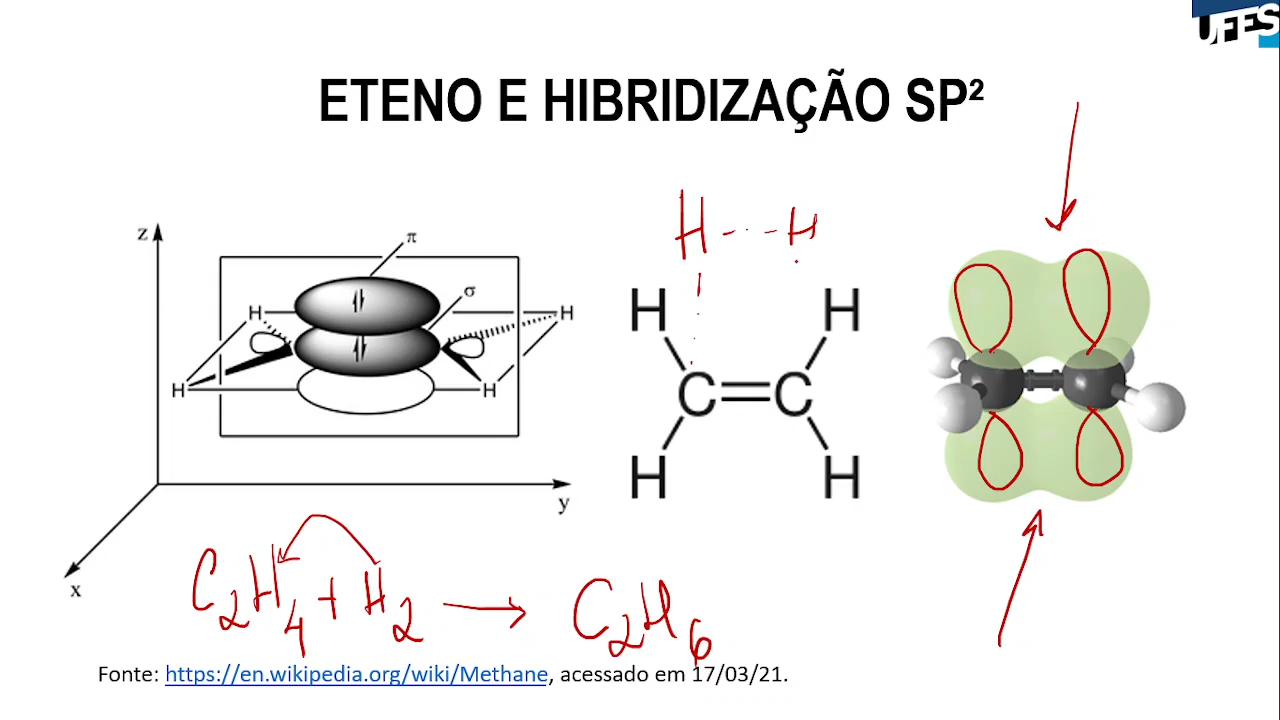 UFES
ETENO E HIBRIDIZAÇÃO SP²
z
π
σ
H
H
H
H
y
x
H - - · - H
H
H
C=C
H
H
C₂H₄ + H₂ → C₂H₆
Fonte: https://en.wikipedia.org/wiki/Methane, acessado em 17/03/21.